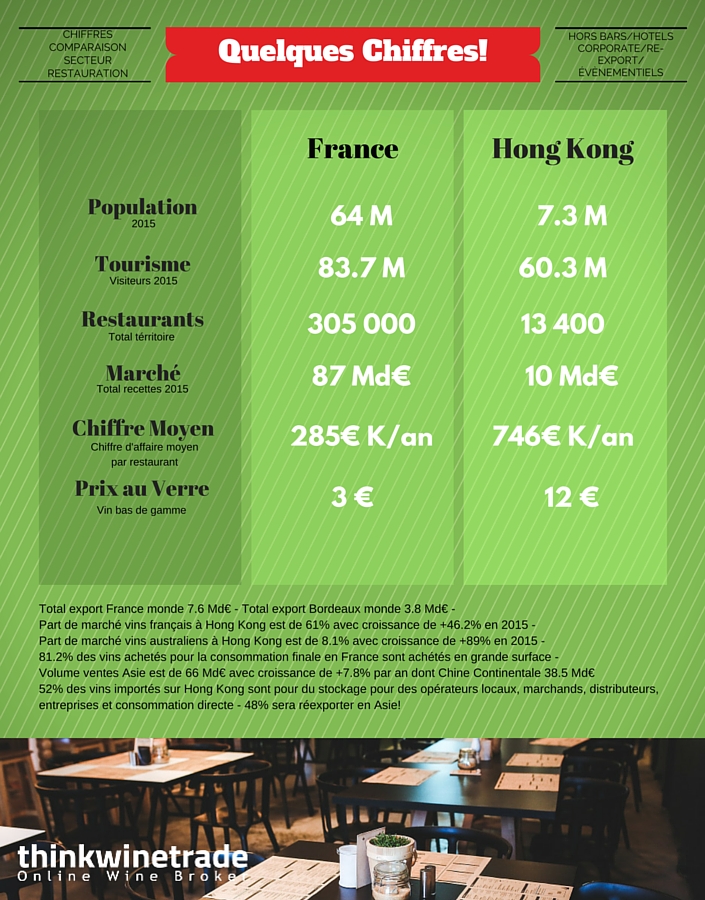 CHIFFRES
COMPARAISON
SECTEUR
RESTAURATION
Quelques Chiffres!
HORS BARS/HOTELS
CORPORATE/RE-
EXPORT/
ÉVÈNEMENTIELS
France
Hong Kong
Population
2015
64 M
7.3 M
Tourisme
Visiteurs 2015
83.7 M
60.3 M
Restaurants
Total térritoire
305 000
13 400
Marché
Total recettes 2015
87 Md€
10 Md€
Chiffre Moyen
Chiffre d'affaire moyen
par restaurant
285€ K/an
746€ K/an
Prix au Verre
Vin bas de gamme
3 €
12 €
Total export France monde 7.6 Md€ - Total export Bordeaux monde 3.8 Md€ -
Part de marché vins français à Hong Kong est de 61% avec croissance de +46.2% en 2015 -
Part de marché vins australiens à Hong Kong est de 8.1% avec croissance de +89% en 2015 -
81.2% des vins achetés pour la consommation finale en France sont achétés en grande surface -
Volume ventes Asie est de 66 Md€ avec croissance de +7.8% par an dont Chine Continentale 38.5 Md€
52% des vins importés sur Hong Kong sont pour du stockage pour des opérateurs locaux, marchands, distributeurs,
entreprises et consommation directe - 48% sera réexporter en Asie!
thinkwinetrade
Online Wine Broker